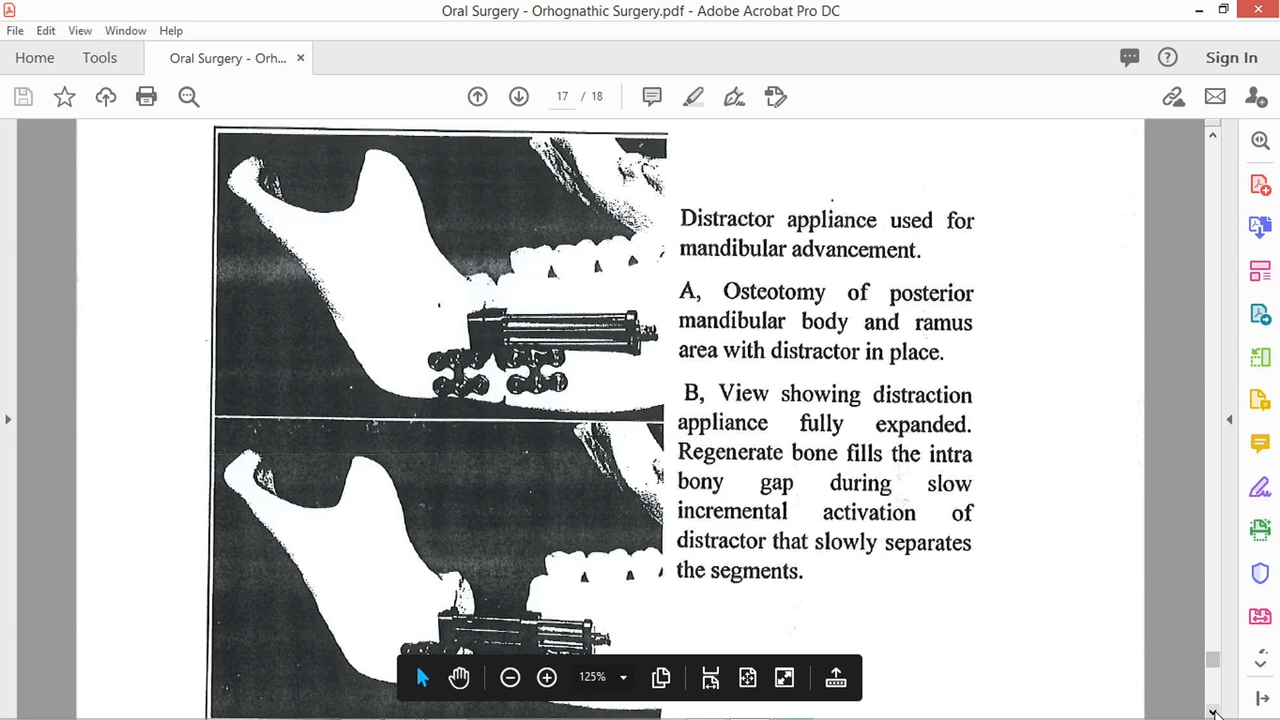 Oral Surgery - Orhognathic Surgery.pdf - Adobe Acrobat Pro DC
File Edit View Window Help
Home Tools Oral Surgery - Orh... ×
Sign In
17 / 18
Distractor appliance used for
mandibular advancement.
A, Osteotomy of posterior
mandibular body and ramus
area with distractor in place.
B, View showing distraction
appliance fully expanded.
Regenerate bone fills the intra
bony gap during slow
incremental activation of
distractor that slowly separates
the segments.
125%